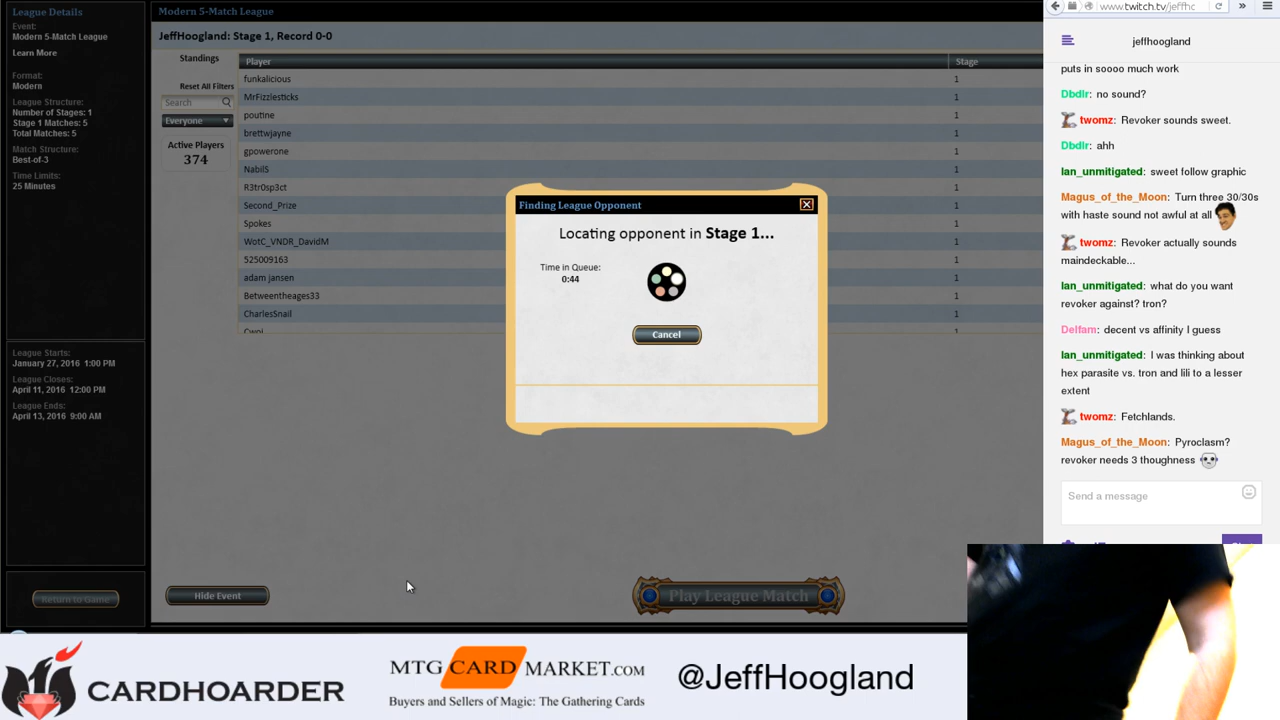 League Details
Event:
Modern 5-Match League
Learn More
Format:
Modern
League Structure:
Number of Stages: 1
Stage 1 Matches: 5
Total Matches: 5
Match Structure:
Best-of-3
Time Limits:
25 Minutes
League Starts:
January 27, 2016 1:00 PM
League Closes:
April 11, 2016 12:00 PM
League Ends:
April 13, 2016 9:00 AM
Return to Game
Modern 5-Match League
JeffHoogland: Stage 1, Record 0-0
Standings
Reset All Filters
Search
Everyone
Active Players
374
Player Stage
funkalicious 1
MrFizzlesticks 1
poutine 1
brettwjayne 1
gpowerone 1
NabilS 1
R3tr0sp3ct 1
Second_Prize 1
Spokes 1
WotC_VNDR_DavidM 1
525009163 1
adam jansen 1
Betweentheages33 1
CharlesSnail 1
Finding League Opponent
Locating opponent in Stage 1...
Time in Queue:
0:44
Cancel
Hide Event
Play League Match
www.twitch.tv/jeffhc
jeffhoogland
puts in soooo much work
Dbdlr: no sound?
twomz: Revoker sounds sweet.
Dbdlr: ahh
Ian_unmitigated: sweet follow graphic
Magus_of_the_Moon: Turn three 30/30s
with haste sound not awful at all
twomz: Revoker actually sounds
maindeckable...
Ian_unmitigated: what do you want
revoker against? tron?
Delfam: decent vs affinity I guess
Ian_unmitigated: I was thinking about
hex parasite vs. tron and lili to a lesser
extent
twomz: Fetchlands.
Magus_of_the_Moon: Pyroclasm?
revoker needs 3 thoughness
Send a message
CARDHOARDER
MTG CARD MARKET.COM
Buyers and Sellers of Magic: The Gathering Cards
@JeffHoogland